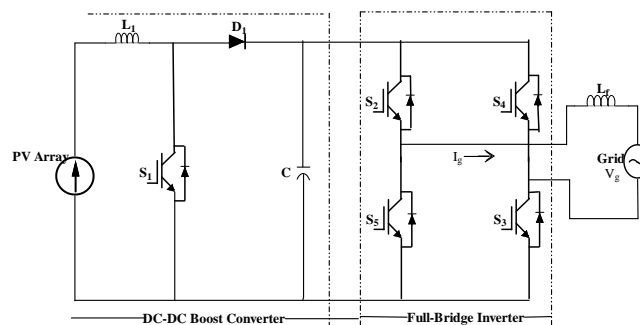 L1
D1
S2
S4
Lf
PV Array
S1
C
Ig
Grid
Vg
S5
S3
DC-DC Boost Converter
Full-Bridge Inverter